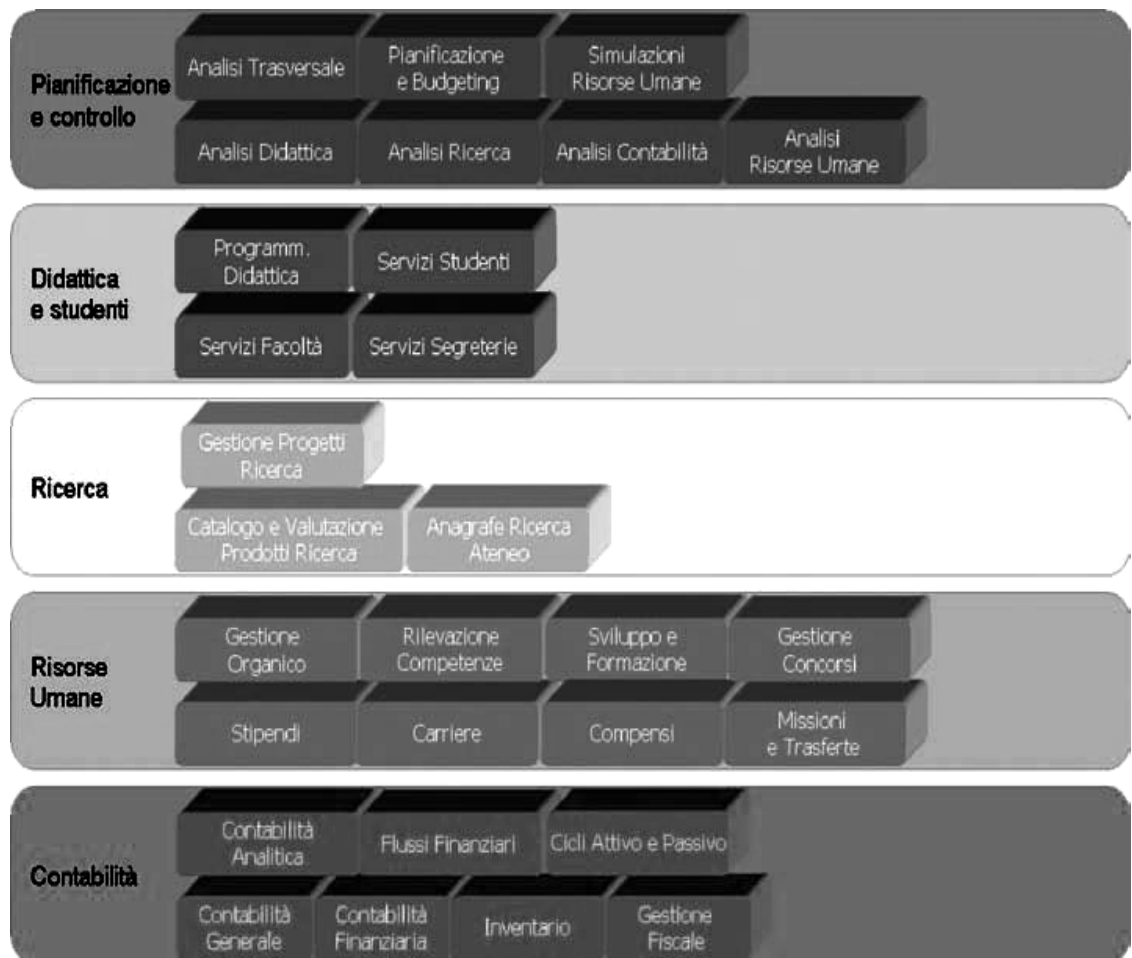 Pianificazione
e controllo
Analisi Trasversale
Pianificazione
e Budgeting
Simulazioni
Risorse Umane
Analisi Didattica
Analisi Ricerca
Analisi Contabilità
Analisi
Risorse Umane
Didattica
e studenti
Programm.
Didattica
Servizi Studenti
Servizi Facoltà
Servizi Segreterie
Ricerca
Gestione Progetti
Ricerca
Catalogo e Valutazione
Prodotti Ricerca
Anagrafe Ricerca
Ateneo
Risorse
Umane
Gestione
Organico
Rilevazione
Competenze
Sviluppo e
Formazione
Gestione
Concorsi
Stipendi
Carriere
Compensi
Missioni
e Trasferte
Contabilità
Contabilità
Analitica
Flussi Finanziari
Cicli Attivo e Passivo
Contabilità
Generale
Contabilità
Finanziaria
Inventario
Gestione
Fiscale